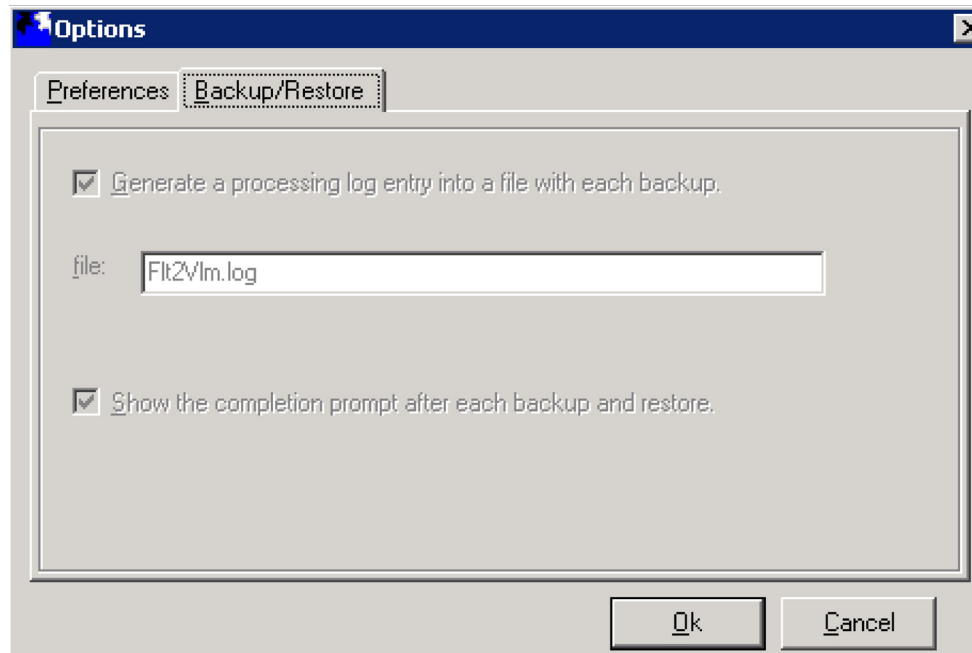 Options
Preferences
Backup/Restore
Generate a processing log entry into a file with each backup.
file:
Flt2Vlm.log
Show the completion prompt after each backup and restore.
Ok
Cancel